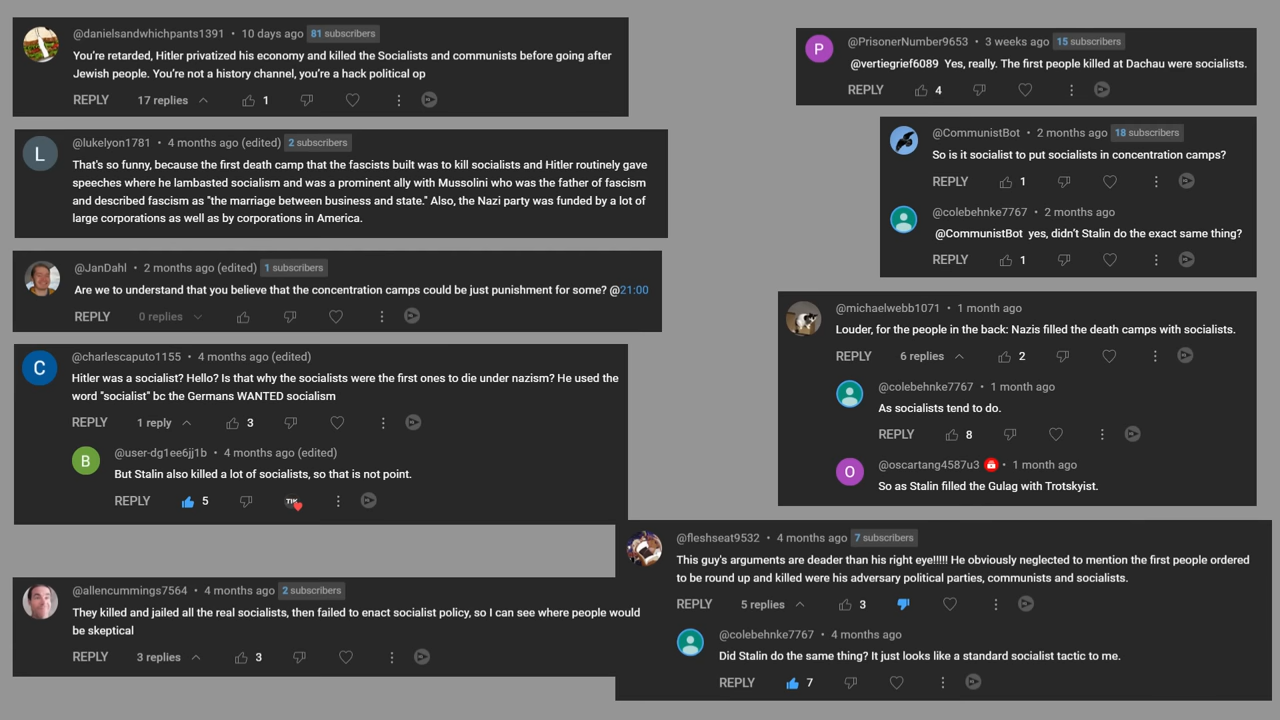 @danielsandwhichpants1391 • 10 days ago 81 subscribers
You're retarded, Hitler privatized his economy and killed the Socialists and communists before going after
Jewish people. You're not a history channel, you're a hack political op
REPLY 17 replies 1
L
@lukelyon1781 • 4 months ago (edited) 2 subscribers
That's so funny, because the first death camp that the fascists built was to kill socialists and Hitler routinely gave
speeches where he lambasted socialism and was a prominent ally with Mussolini who was the father of fascism
and described fascism as "the marriage between business and state." Also, the Nazi party was funded by a lot of
large corporations as well as by corporations in America.
@JanDahl • 2 months ago (edited) 1 subscribers
Are we to understand that you believe that the concentration camps could be just punishment for some? @21:00
REPLY 0 replies
C
@charlescaputo1155 • 4 months ago (edited)
Hitler was a socialist? Hello? Is that why the socialists were the first ones to die under nazism? He used the
word "socialist" bc the Germans WANTED socialism
REPLY 1 reply 3
B
@user-dg1ee6jj1b • 4 months ago (edited)
But Stalin also killed a lot of socialists, so that is not point.
REPLY 5 TIK
@allencummings7564 • 4 months ago 2 subscribers
They killed and jailed all the real socialists, then failed to enact socialist policy, so I can see where people would
be skeptical
REPLY 3 replies 3
P
@PrisonerNumber9653 • 3 weeks ago 15 subscribers
@vertiegrief6089 Yes, really. The first people killed at Dachau were socialists.
REPLY 4
@CommunistBot • 2 months ago 18 subscribers
So is it socialist to put socialists in concentration camps?
REPLY 1
@colebehnke7767 • 2 months ago
@CommunistBot yes, didn't Stalin do the exact same thing?
REPLY 1
@michaelwebb1071 • 1 month ago
Louder, for the people in the back: Nazis filled the death camps with socialists.
REPLY 6 replies 2
@colebehnke7767 • 1 month ago
As socialists tend to do.
REPLY 8
O
@oscartang4587u3 • 1 month ago
So as Stalin filled the Gulag with Trotskyist.
@fleshseat9532 • 4 months ago 7 subscribers
This guy's arguments are deader than his right eye!!!!! He obviously neglected to mention the first people ordered
to be round up and killed were his adversary political parties, communists and socialists.
REPLY 5 replies 3
@colebehnke7767 • 4 months ago
Did Stalin do the same thing? It just looks like a standard socialist tactic to me.
REPLY 7